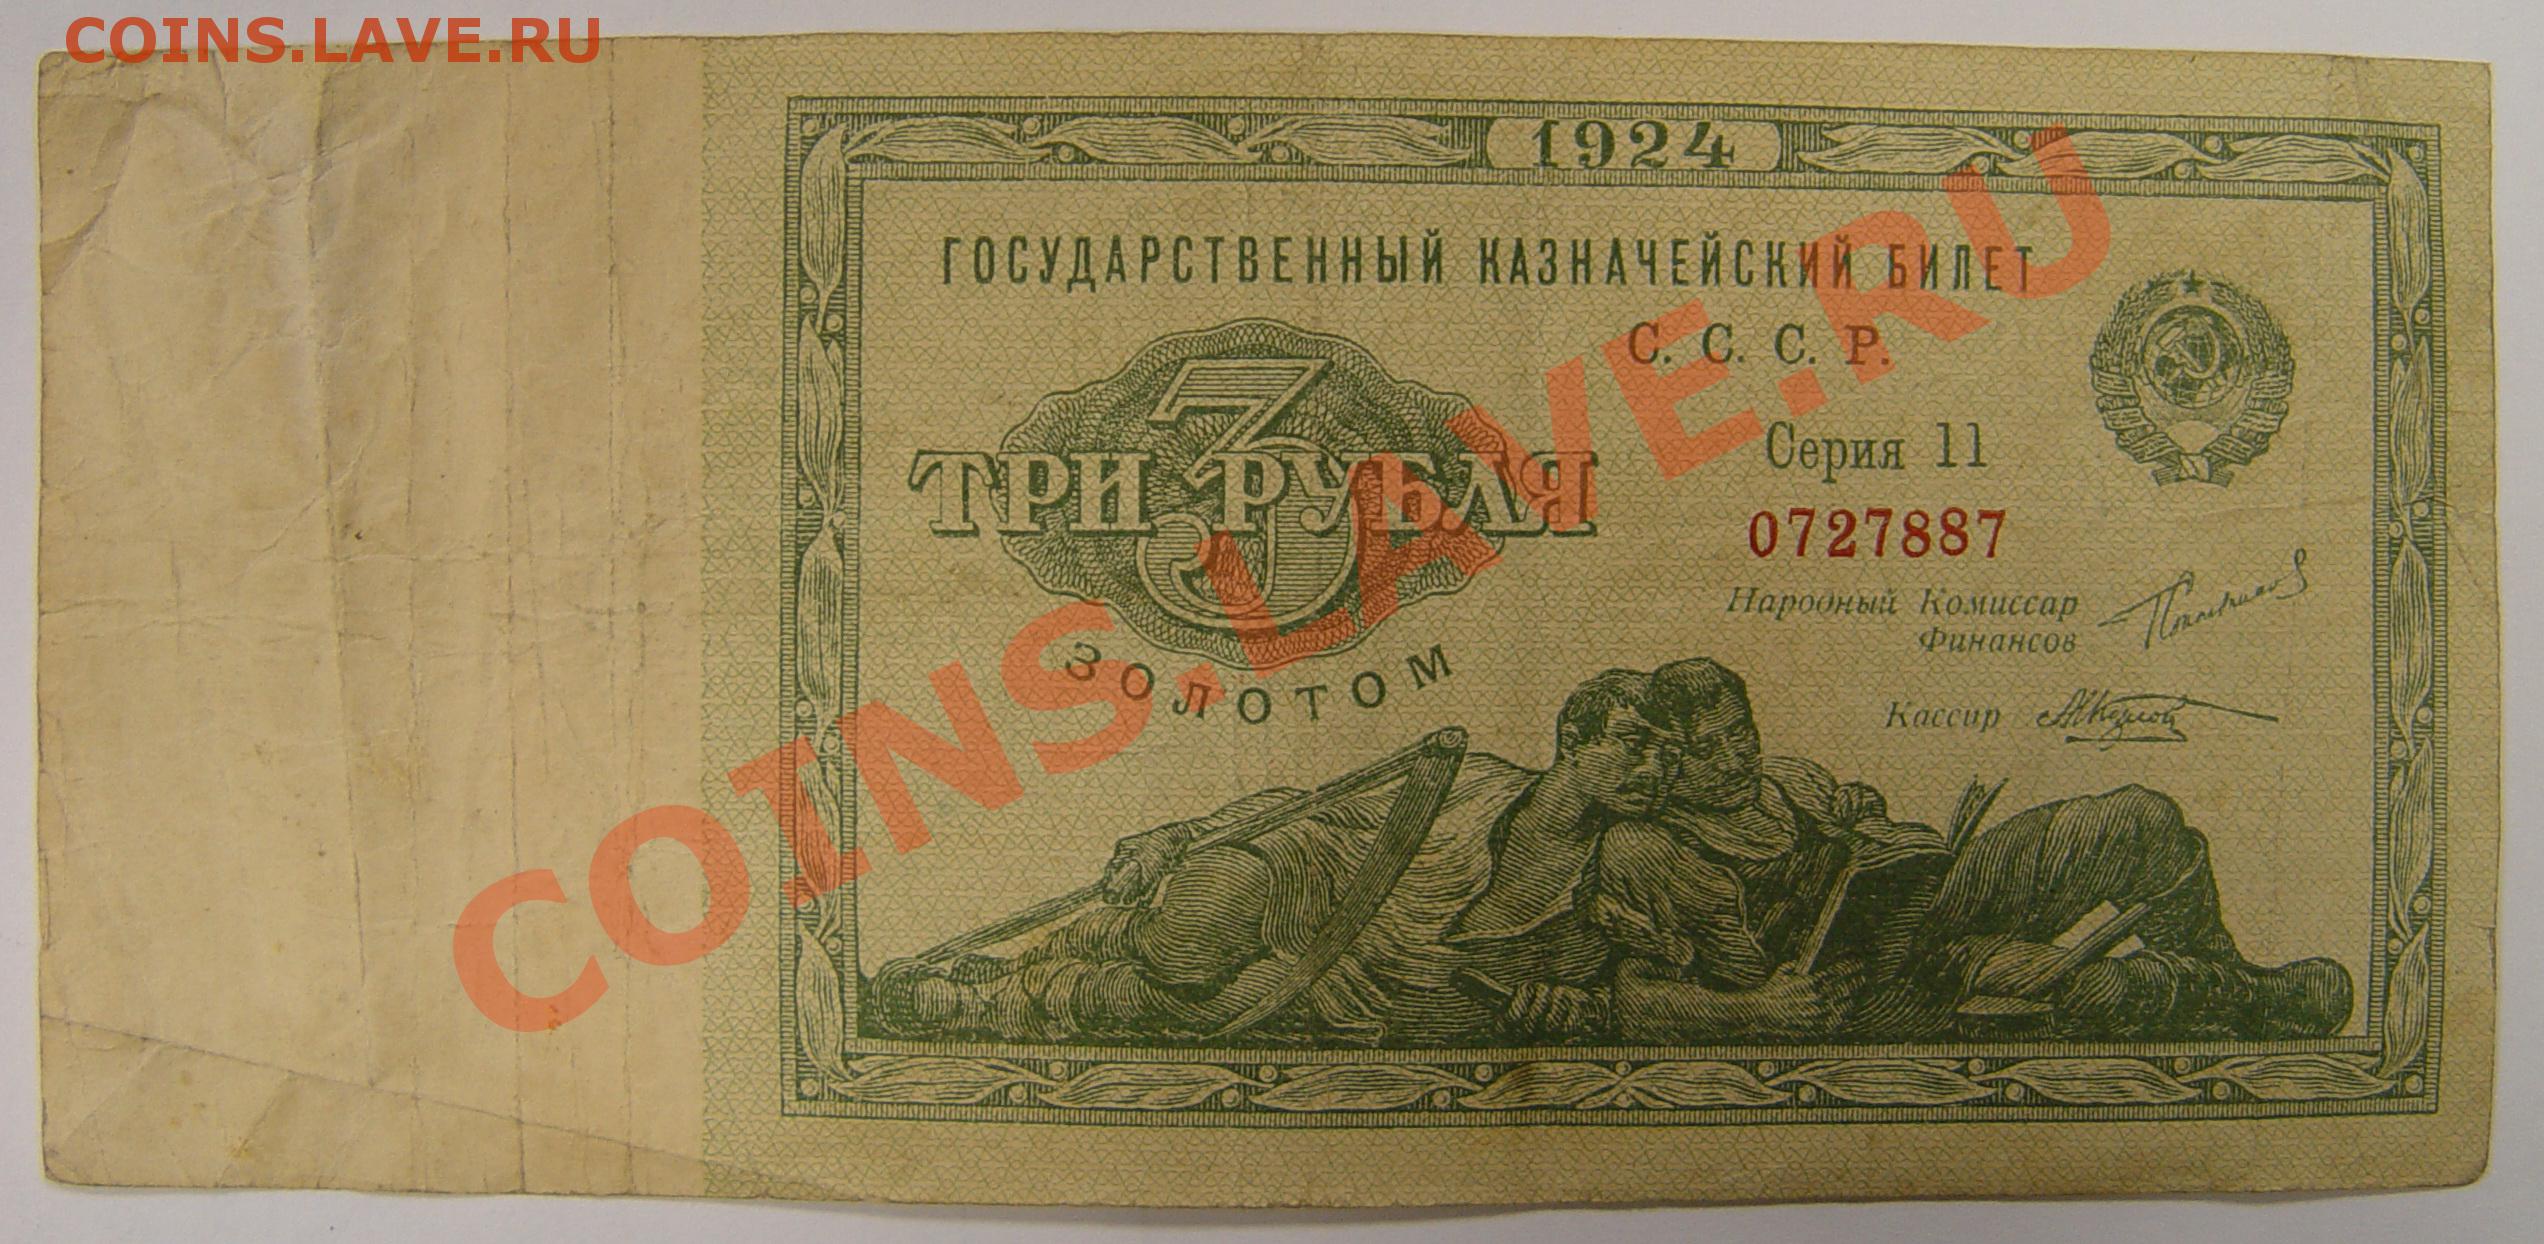 COINS.LAVE.RU
1924
ГОСУДАРСТВЕННЫЙ КАЗНАЧЕЙСКИЙ БИЛЕТ
С. С. С. Р.
3
ТРИ РУБЛЯ
ЗОЛОТОМ
Серия 11
0727887
Народный Комиссар
Финансов
Кассир
COINS.LAVE.RU